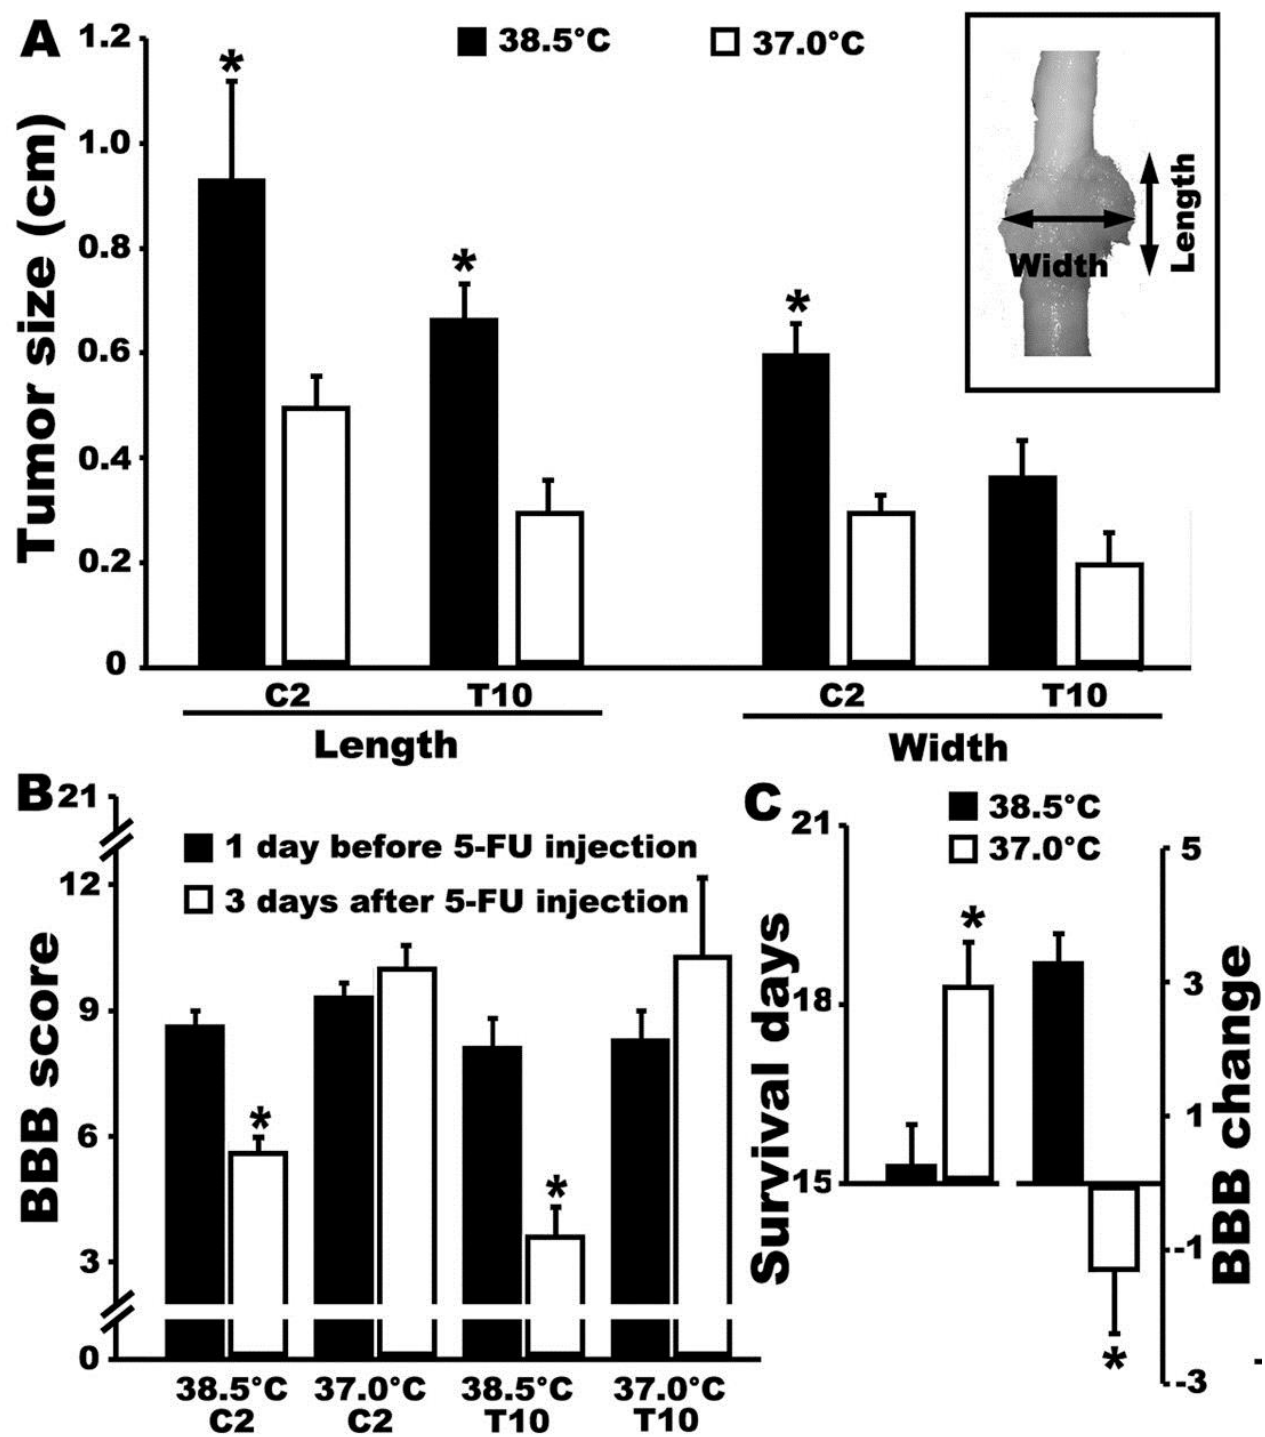 A
38.5°C
37.0°C
*
*
*
Tumor size (cm)
1.2
1.0
0.8
0.6
0.4
0.2
0
Width
Length
C2
T10
C2
T10
Length
Width
B
1 day before 5-FU injection
3 days after 5-FU injection
BBB score
21
12
9
6
3
0
*
*
38.5°C
C2
37.0°C
C2
38.5°C
T10
37.0°C
T10
C
38.5°C
37.0°C
Survival days
21
18
15
*
*
BBB change
5
3
1
-1
-3